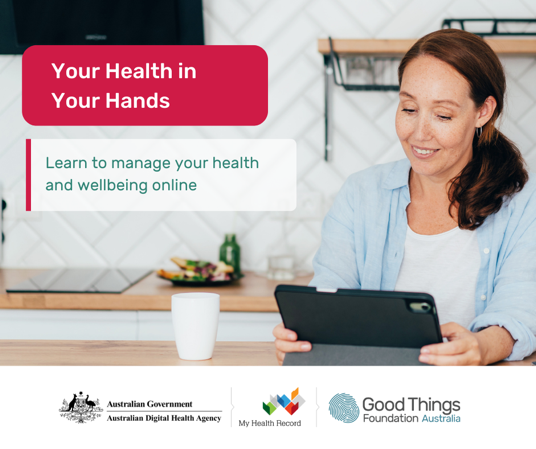 Your Health in
Your Hands
Learn to manage your health
and wellbeing online
Australian Government
Australian Digital Health Agency
My Health Record
Good Things
Foundation Australia